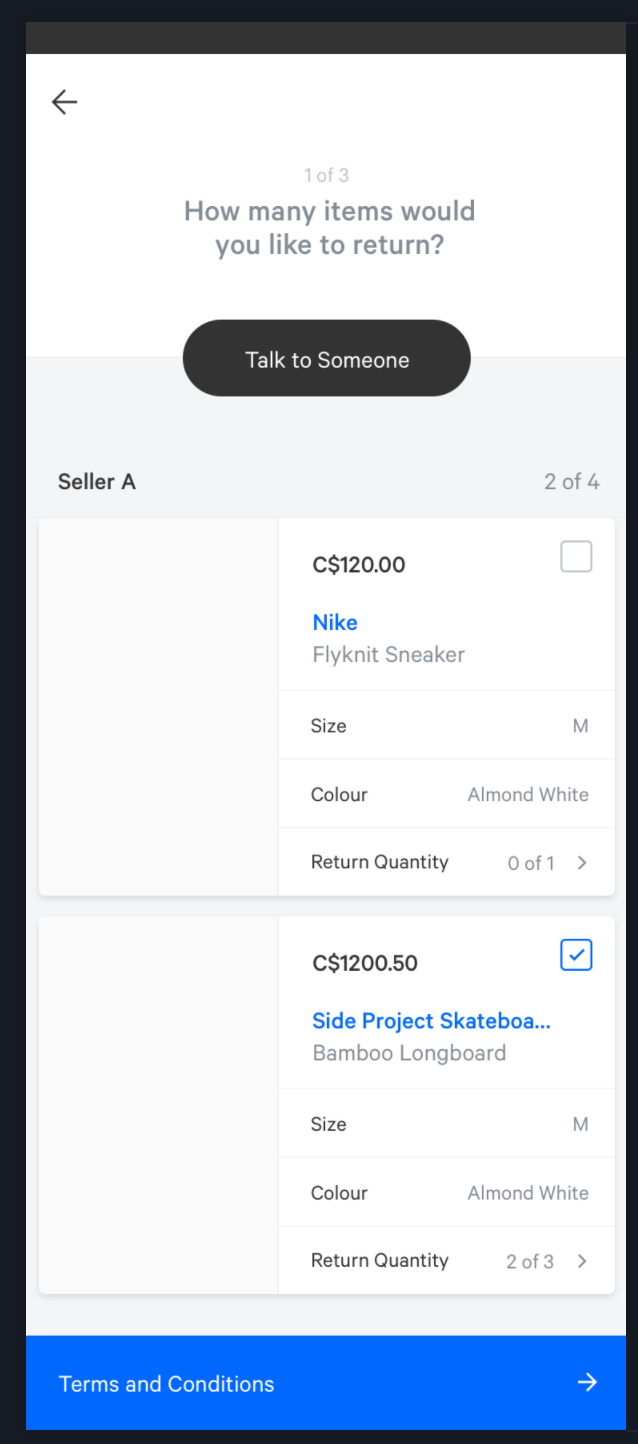 1 of 3
How many items would
you like to return?
Talk to Someone
Seller A 2 of 4
C$120.00
Nike
Flyknit Sneaker
Size M
Colour Almond White
Return Quantity 0 of 1
C$1200.50
Side Project Skateboa...
Bamboo Longboard
Size M
Colour Almond White
Return Quantity 2 of 3
Terms and Conditions